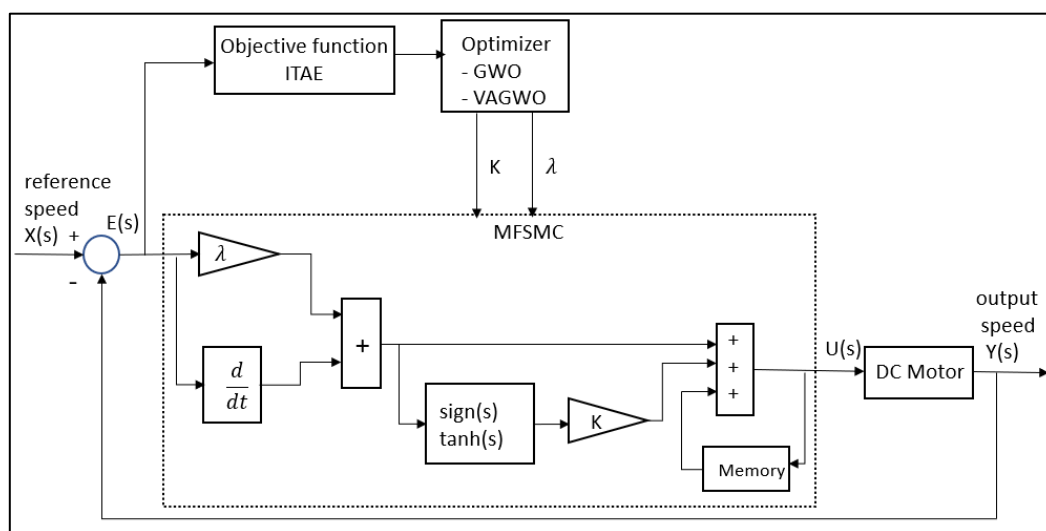 Objective function
ITAE
Optimizer
- GWO
- VAGWO
K
λ
reference
speed
X(s)
+
-
E(s)
MFSMC
λ
d
dt
+
sign(s)
tanh(s)
K
+
+
+
Memory
U(s)
DC Motor
output
speed
Y(s)